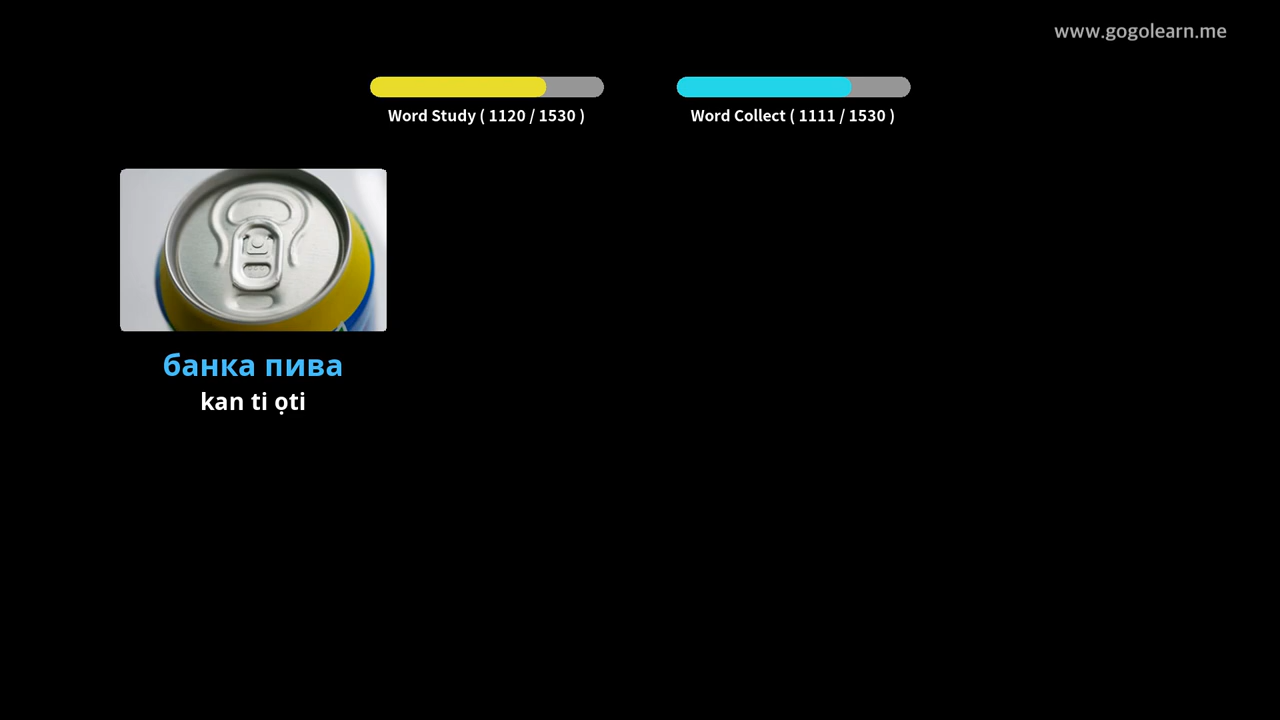 www.gogolearn.me
Word Study ( 1120 / 1530 )
Word Collect ( 1111 / 1530 )
банка пива
kan ti ọti